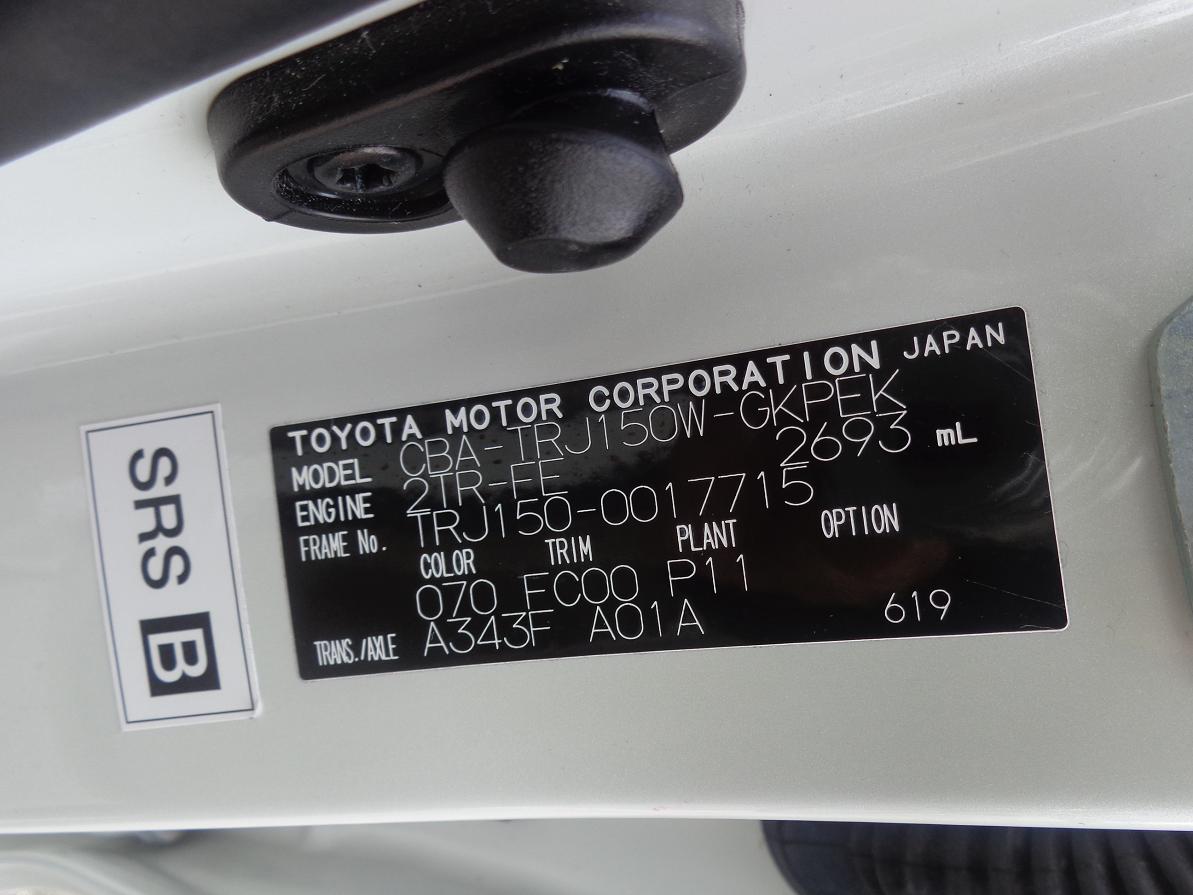 TOYOTA MOTOR CORPORATION JAPAN
MODEL CBA-TRJ150W-GKPEK
ENGINE 2TR-FE 2693 mL
FRAME No. TRJ150-0017715
COLOR TRIM PLANT OPTION
070 FC00 P11
TRANS./AXLE A343F A01A 619
SRS B